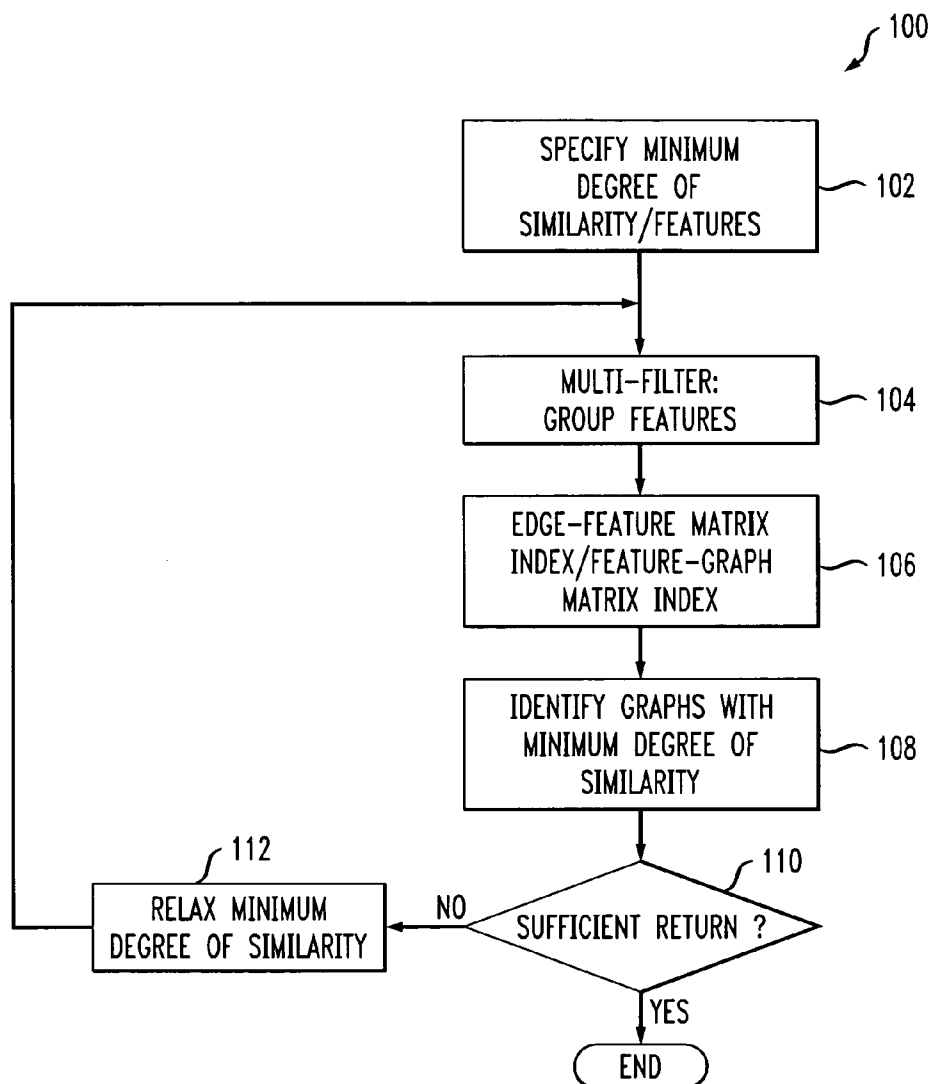 100
SPECIFY MINIMUM
DEGREE OF
SIMILARITY/FEATURES
102
MULTI-FILTER:
GROUP FEATURES
104
EDGE-FEATURE MATRIX
INDEX/FEATURE-GRAPH
MATRIX INDEX
106
IDENTIFY GRAPHS WITH
MINIMUM DEGREE OF
SIMILARITY
108
110
SUFFICIENT RETURN ?
NO
112
RELAX MINIMUM
DEGREE OF SIMILARITY
YES
END